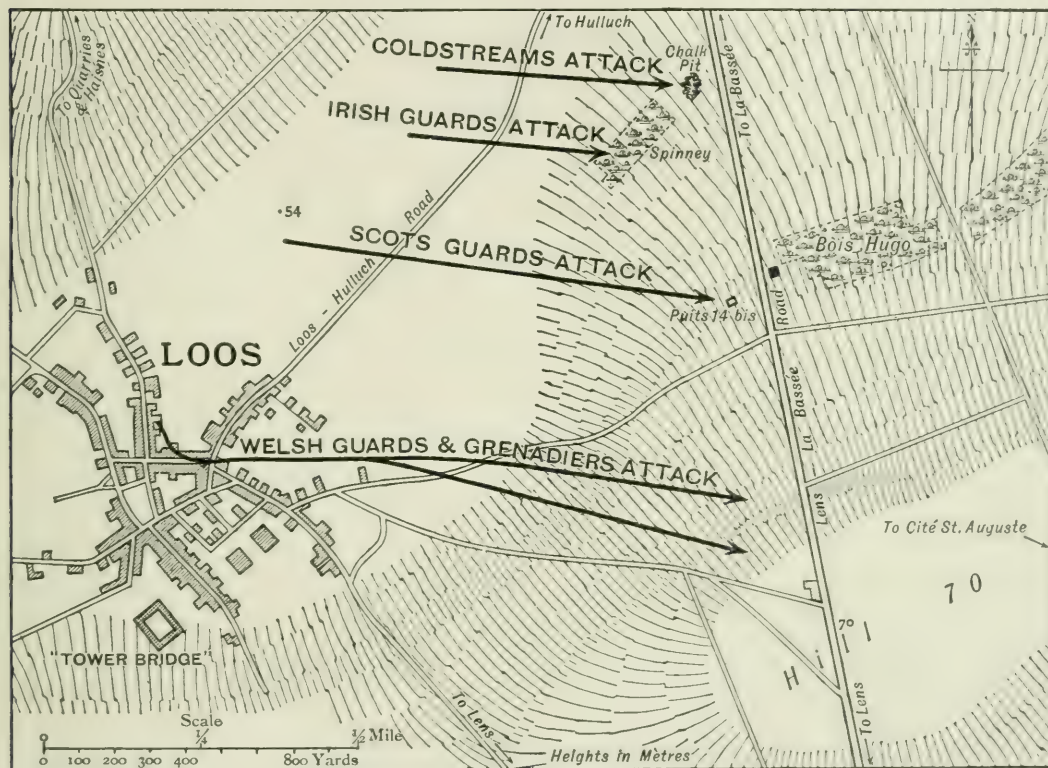 To Hulluch
COLDSTREAMS ATTACK
Chalk
Pit
N
To Quarries
& Haisnes
To La Bassée
IRISH GUARDS ATTACK
Spinney
•54
Loos - Hulluch Road
SCOTS GUARDS ATTACK
Bois Hugo
Puits 14 bis
Road
LOOS
La Bassée
WELSH GUARDS & GRENADIERS ATTACK
Lens
To Cité St. Auguste
Hill 70
70
"TOWER BRIDGE"
To Lens
To Lens
Scale
1/4 1/2 Mile
0 100 200 300 400 800 Yards
Heights in Mètres